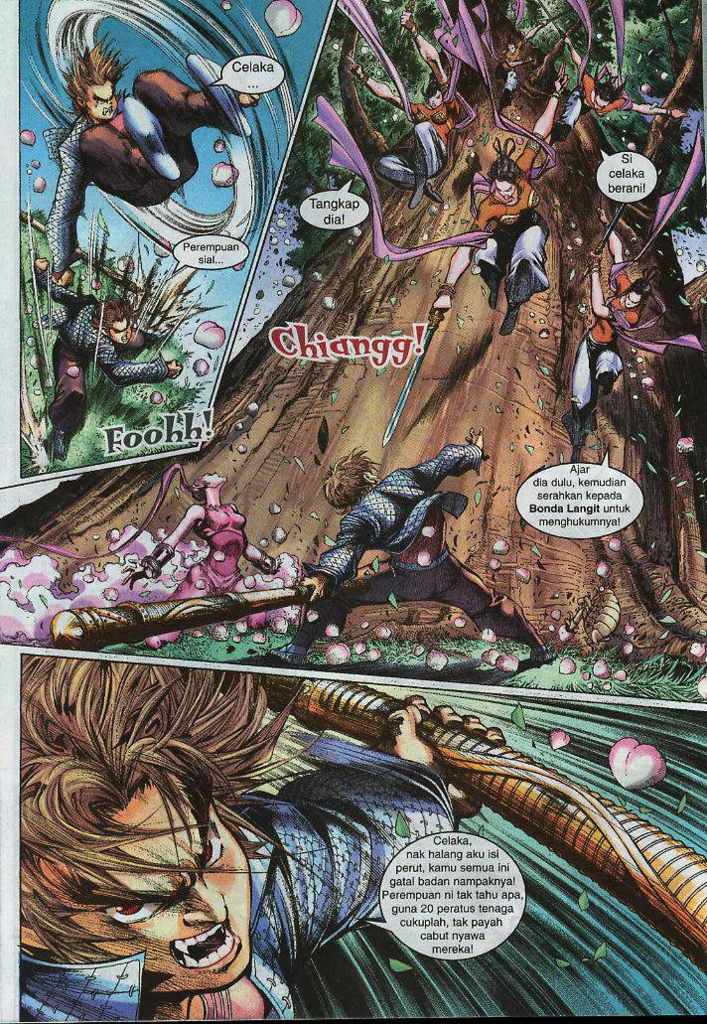 Celaka
...
Perempuan
sial...
Foohh!
Tangkap
dia!
Si
celaka
berani!
Chiangg!
Ajar
dia dulu, kemudian
serahkan kepada
Bonda Langit untuk
menghukumnya!
Celaka,
nak halang aku isi
perut, kamu semua ini
gatal badan nampaknya!
Perempuan ni tak tahu apa,
guna 20 peratus tenaga
cukuplah, tak payah
cabut nyawa
mereka!